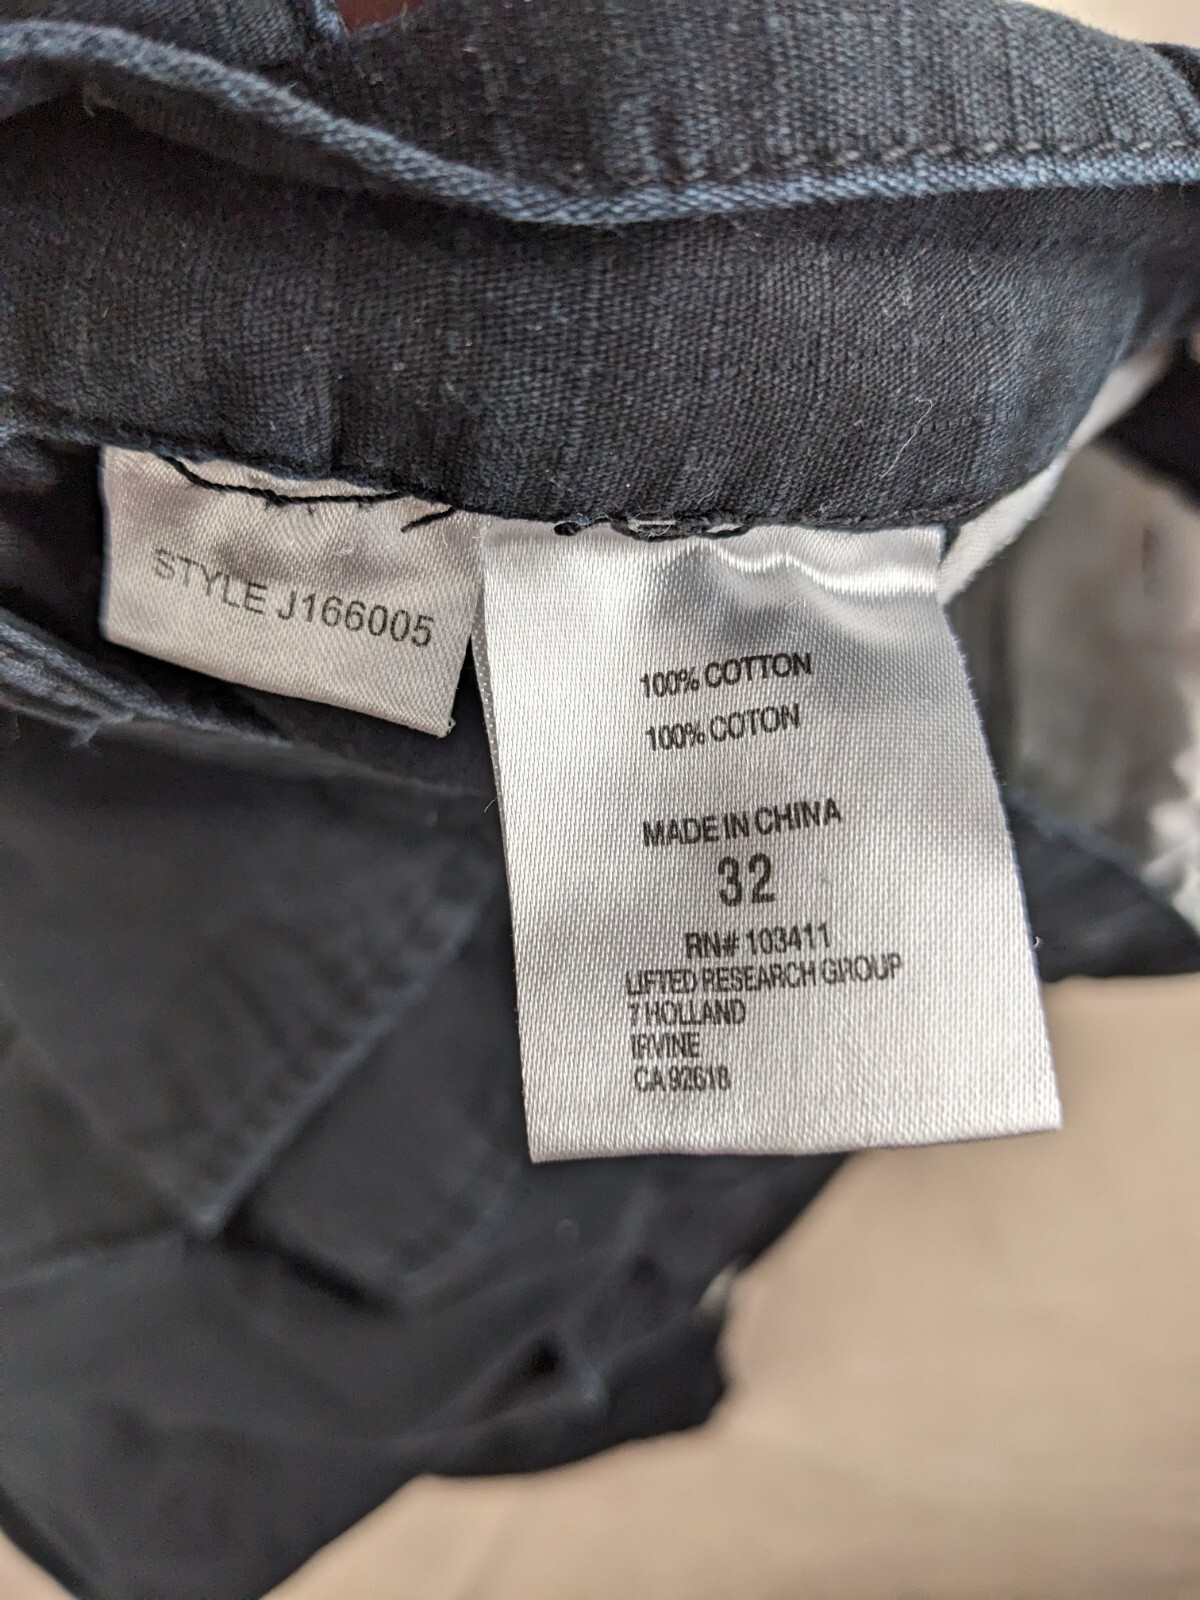 STYLE J166005
100% COTTON
100% COTON
MADE IN CHINA
32
RN# 103411
LIFTED RESEARCH GROUP
7 HOLLAND
IRVINE
CA 92618